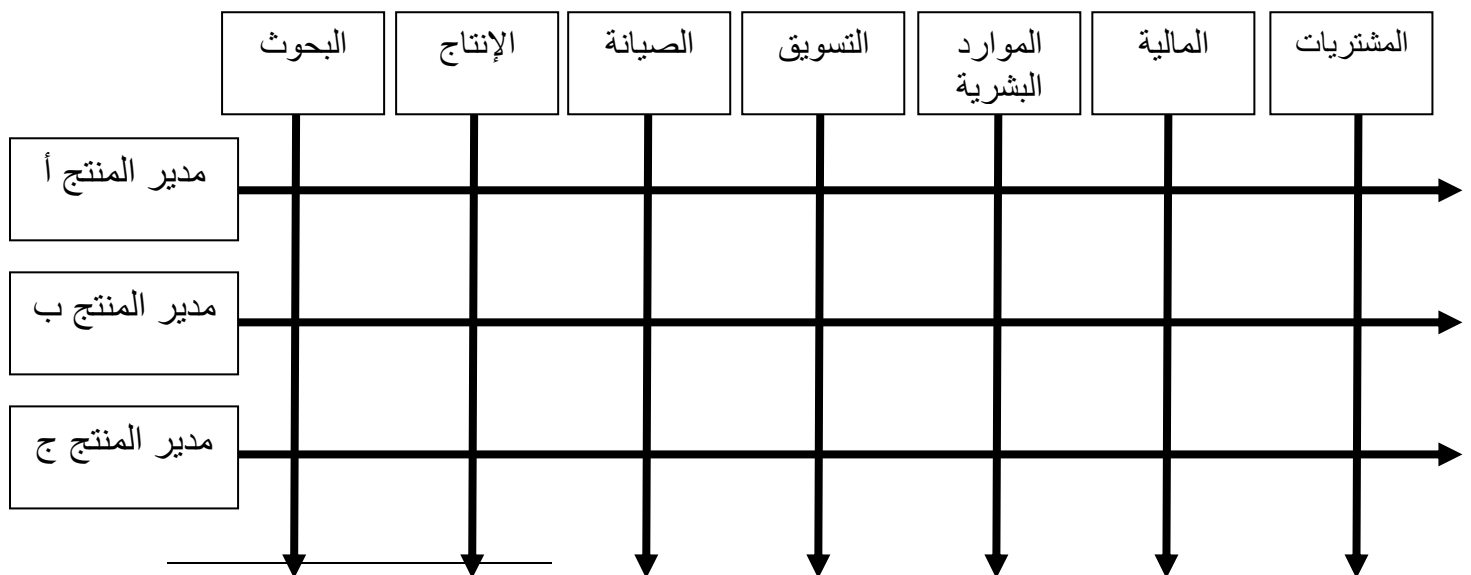 المشتريات
المالية
الموارد
البشرية
التسويق
الصيانة
الإنتاج
البحوث
مدير المنتج أ
مدير المنتج ب
مدير المنتج ج